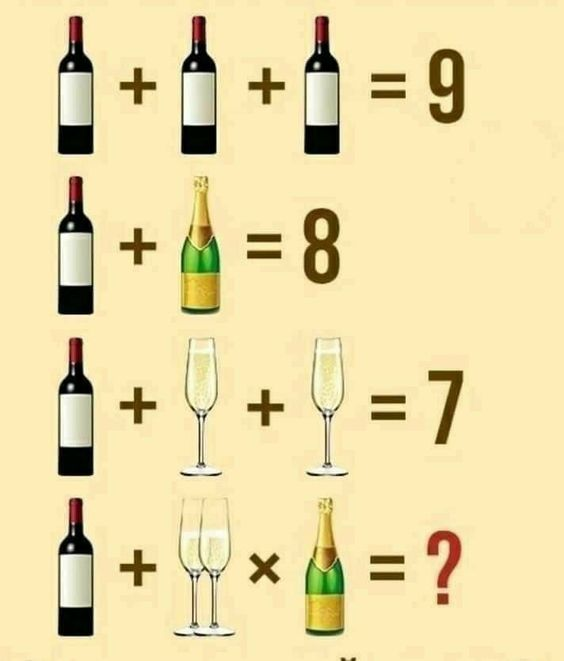 + + = 9
+ = 8
+ + = 7
+ × = ?